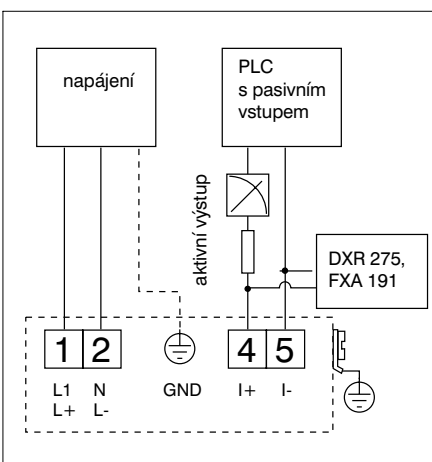 napájení
PLC
s pasivním
vstupem
aktivní výstup
DXR 275,
FXA 191
1 2 4 5
L1 N GND I+ I-
L+ L-